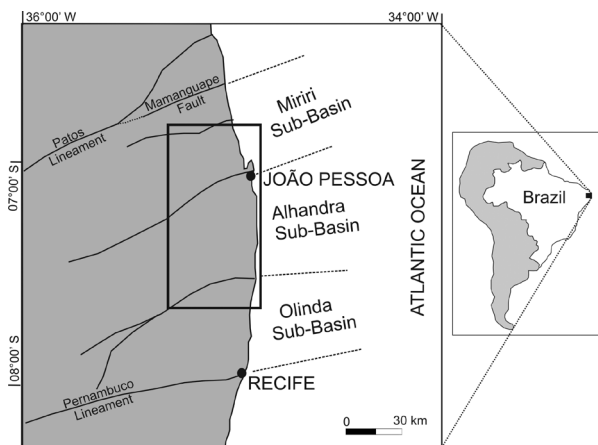 36°00' W
34°00' W
07°00' S
08°00' S
Patos
Lineament
Mamanguape
Fault
Miriri
Sub-Basin
JOÃO PESSOA
Alhandra
Sub-Basin
Olinda
Sub-Basin
Pernambuco
Lineament
RECIFE
0 30 km
ATLANTIC OCEAN
Brazil